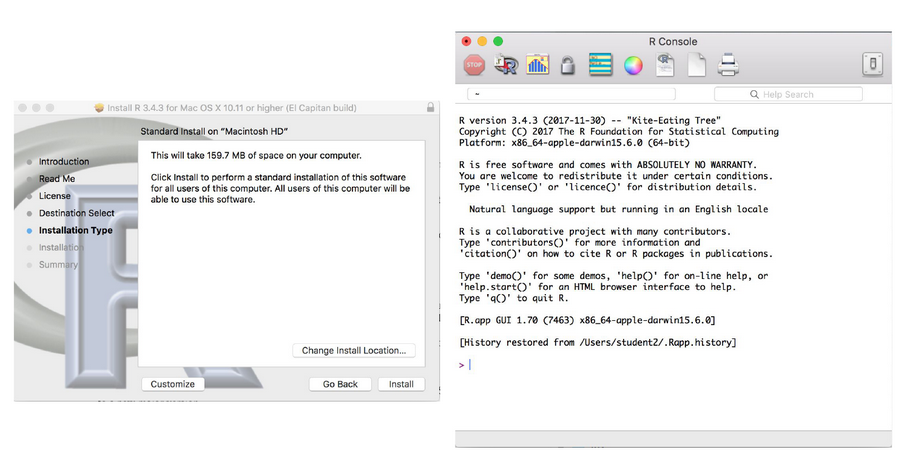 Install R 3.4.3 for Mac OS X 10.11 or higher (El Capitan build)
Standard Install on "Macintosh HD"
Introduction
Read Me
License
Destination Select
Installation Type
Installation
Summary
This will take 159.7 MB of space on your computer.
Click Install to perform a standard installation of this software
for all users of this computer. All users of this computer will be
able to use this software.
Change Install Location...
Customize
Go Back
Install
R Console
STOP
~
Help Search
R version 3.4.3 (2017-11-30) -- "Kite-Eating Tree"
Copyright (C) 2017 The R Foundation for Statistical Computing
Platform: x86_64-apple-darwin15.6.0 (64-bit)
R is free software and comes with ABSOLUTELY NO WARRANTY.
You are welcome to redistribute it under certain conditions.
Type 'license()' or 'licence()' for distribution details.
Natural language support but running in an English locale
R is a collaborative project with many contributors.
Type 'contributors()' for more information and
'citation()' on how to cite R or R packages in publications.
Type 'demo()' for some demos, 'help()' for on-line help, or
'help.start()' for an HTML browser interface to help.
Type 'q()' to quit R.
[R.app GUI 1.70 (7463) x86_64-apple-darwin15.6.0]
[History restored from /Users/student2/.Rapp.history]
>